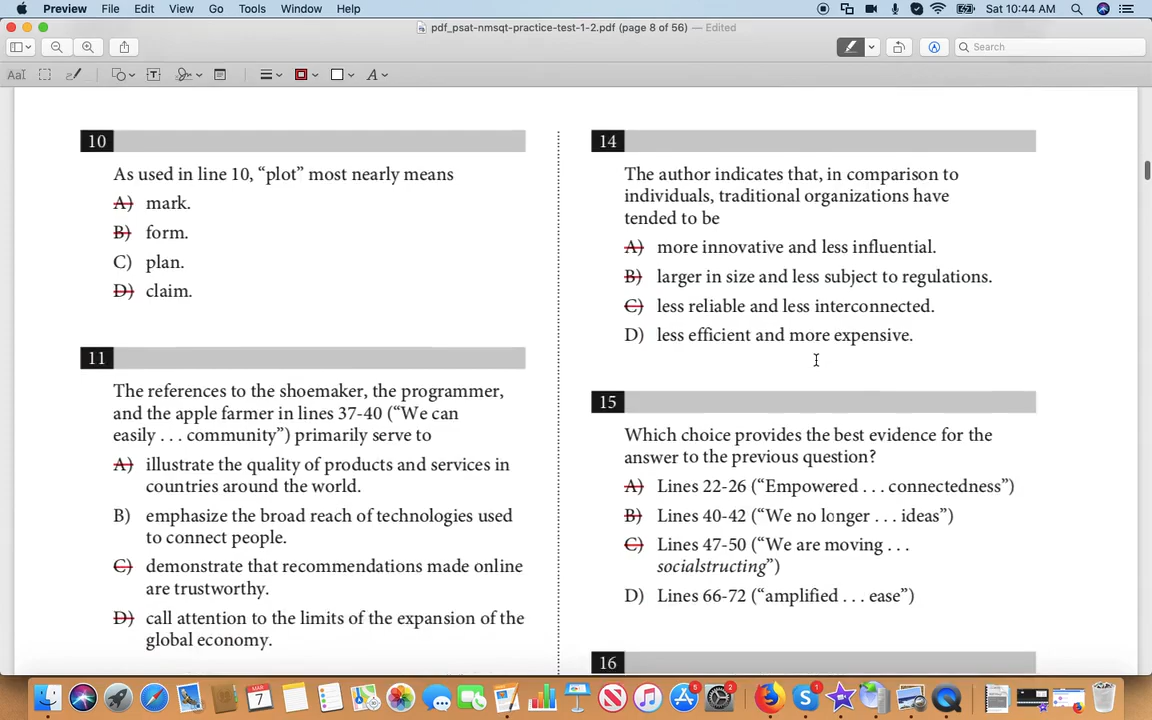 Preview File Edit View Go Tools Window Help Sat 10:44 AM
pdf_psat-nmsqt-practice-test-1-2.pdf (page 8 of 56) — Edited
Search
10
As used in line 10, “plot” most nearly means
A) mark.
B) form.
C) plan.
D) claim.
11
The references to the shoemaker, the programmer,
and the apple farmer in lines 37-40 (“We can
easily . . . community”) primarily serve to
A) illustrate the quality of products and services in
countries around the world.
B) emphasize the broad reach of technologies used
to connect people.
C) demonstrate that recommendations made online
are trustworthy.
D) call attention to the limits of the expansion of the
global economy.
14
The author indicates that, in comparison to
individuals, traditional organizations have
tended to be
A) more innovative and less influential.
B) larger in size and less subject to regulations.
C) less reliable and less interconnected.
D) less efficient and more expensive.
15
Which choice provides the best evidence for the
answer to the previous question?
A) Lines 22-26 (“Empowered . . . connectedness”)
B) Lines 40-42 (“We no longer . . . ideas”)
C) Lines 47-50 (“We are moving . . .
socialstructing”)
D) Lines 66-72 (“amplified . . . ease”)
16
MAR
7